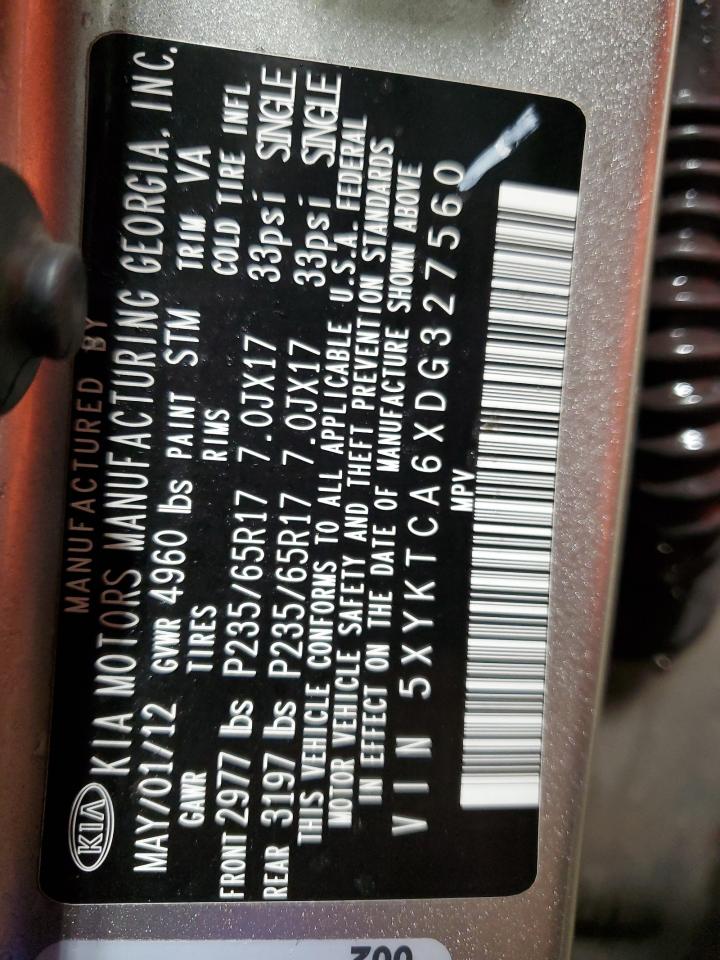 MANUFACTURED BY
KIA KIA MOTORS MANUFACTURING GEORGIA, INC.
MAY/01/12 GVWR 4960 lbs PAINT STM TRIM VA
GAWR TIRES RIMS COLD TIRE INFL
FRONT 2977 lbs P235/65R17 7.0JX17 33psi SINGLE
REAR 3197 lbs P235/65R17 7.0JX17 33psi SINGLE
THIS VEHICLE CONFORMS TO ALL APPLICABLE U.S.A. FEDERAL
MOTOR VEHICLE SAFETY AND THEFT PREVENTION STANDARDS
IN EFFECT ON THE DATE OF MANUFACTURE SHOWN ABOVE
VIN 5XYKTCA6XDG327560
MPV